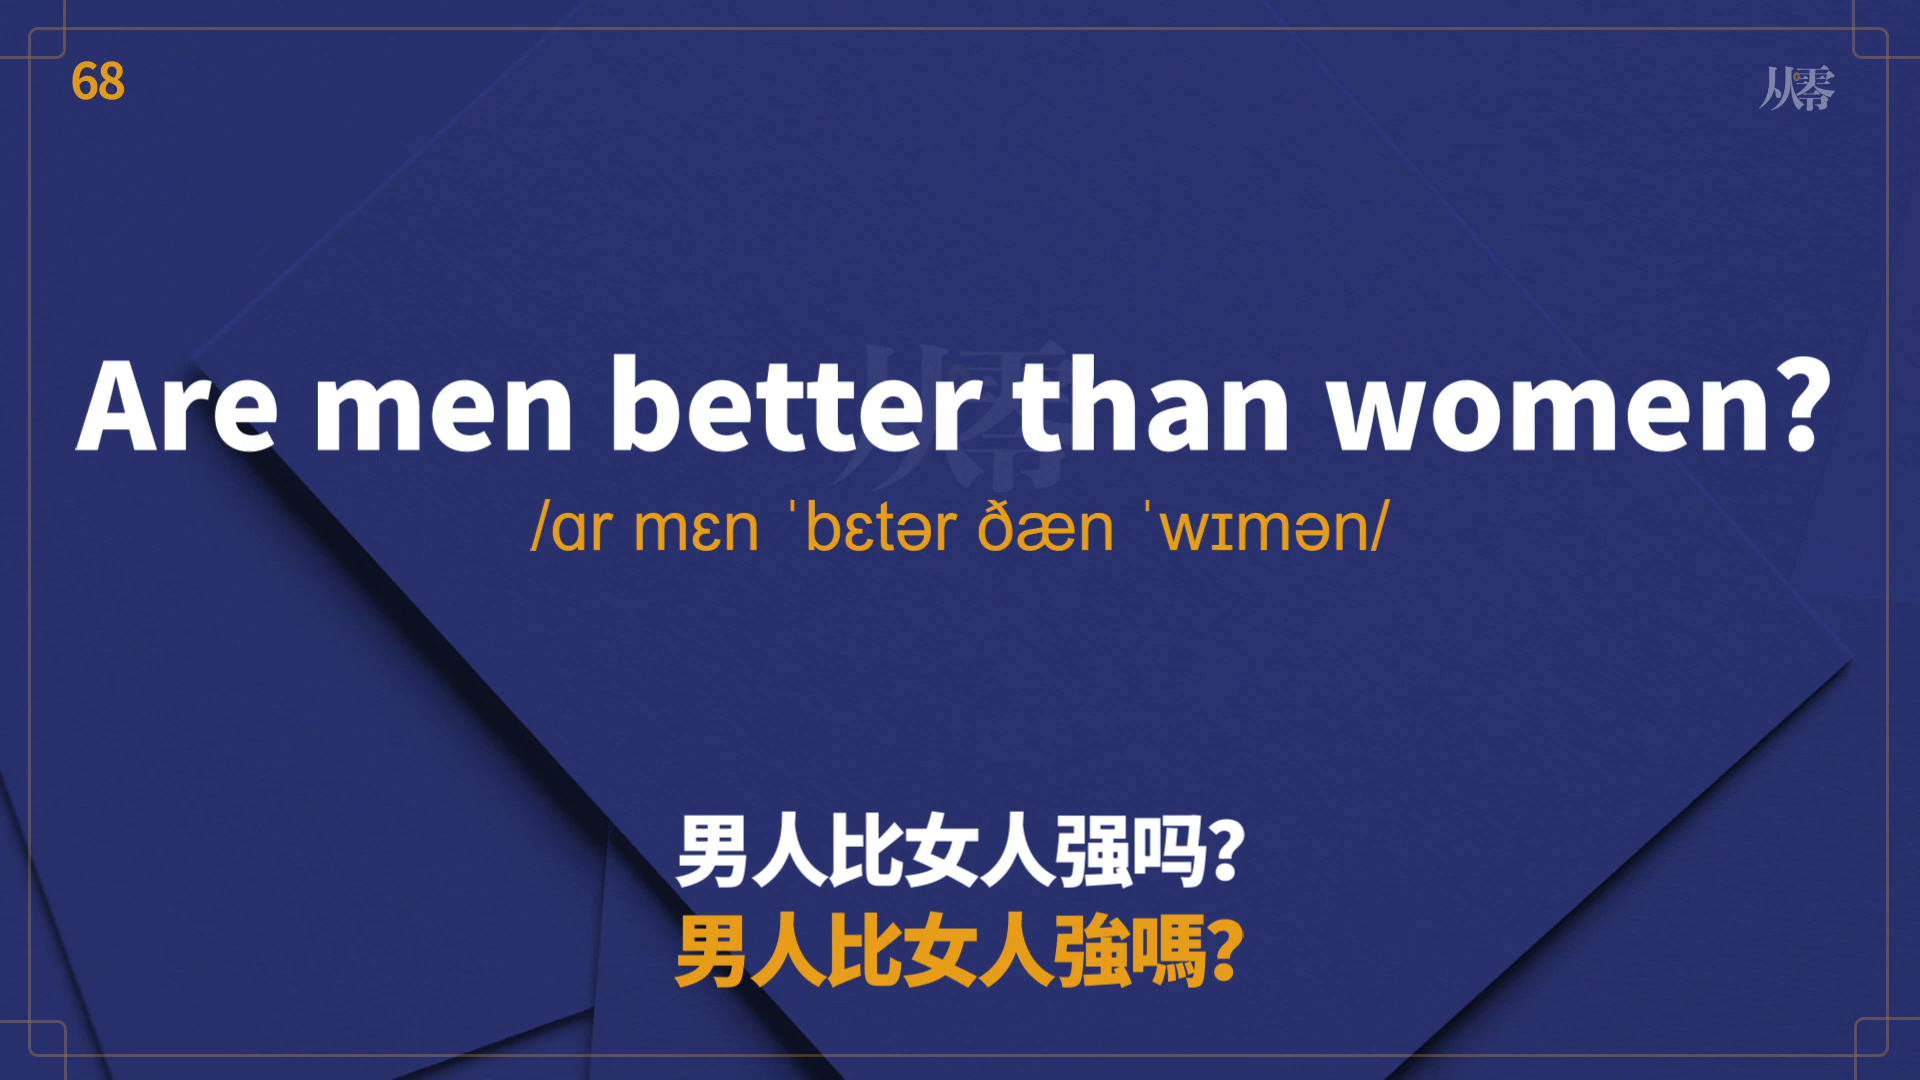 68
从零
Are men better than women?
/ɑr mɛn ˈbɛtər ðæn ˈwɪmən/
男人比女人强吗？
男人比女人強嗎？